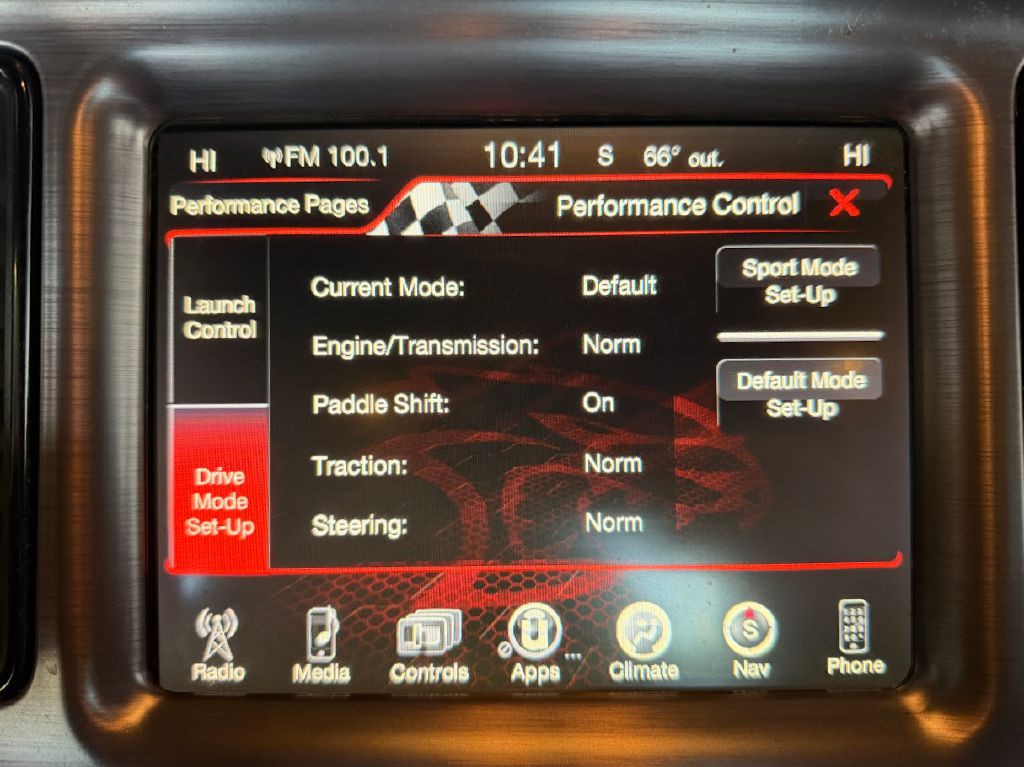 HI FM 100.1 10:41 S 66° out. HI
Performance Pages Performance Control
Launch
Control
Drive
Mode
Set-Up
Current Mode: Default
Engine/Transmission: Norm
Paddle Shift: On
Traction: Norm
Steering: Norm
Sport Mode
Set-Up
Default Mode
Set-Up
S
Radio Media Controls Apps Climate Nav Phone